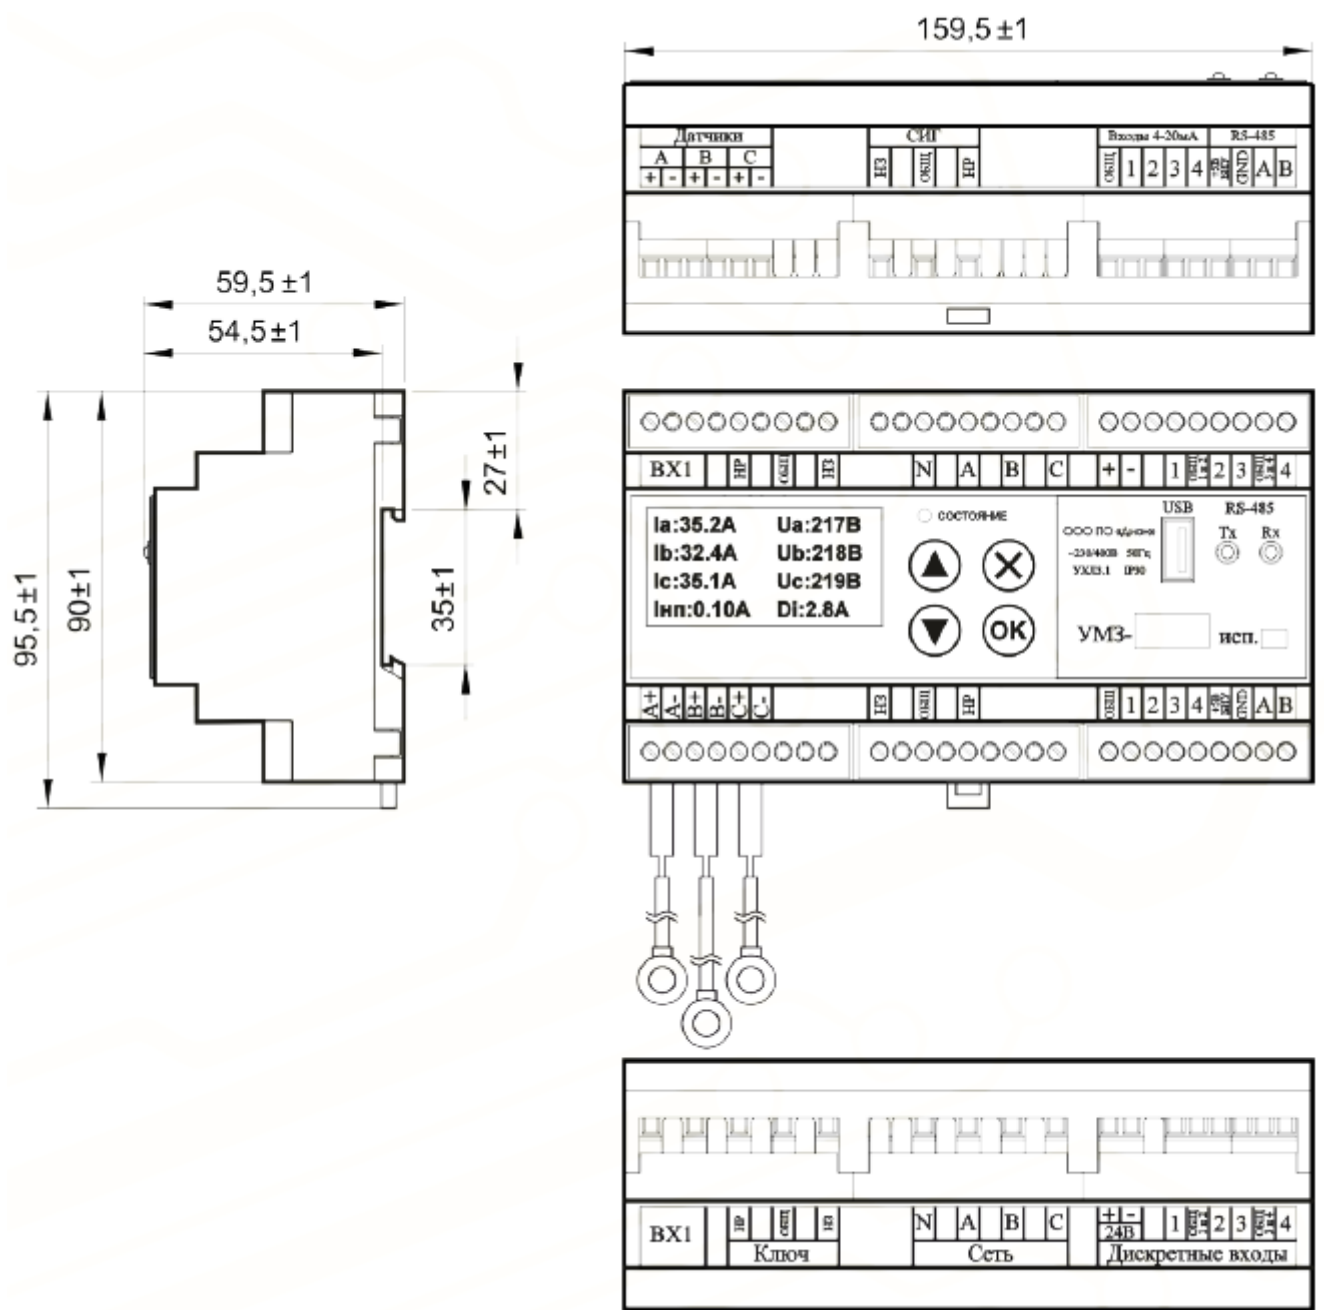 159,5±1
Датчики СИГ Входы 4-20мА RS-485
A B C
+ - + - + - НЗ ОБЩ НР ОБЩ 1 2 3 4 GND A B
59,5±1
54,5±1
95,5±1
90±1
27±1
35±1
ВХ1 НР ОБЩ НЗ N A B C + - 1 2 3 4
Ia:35.2A Ua:217B
Ib:32.4A Ub:218B
Ic:35.1A Uc:219B
Iнп:0.10A Di:2.8A
СОСТОЯНИЕ
OK
USB RS-485
Tx Rx
ООО ПО
~230/400В 50Гц
УХЛ3.1 IP30
УМЗ- исп.
A+ A- B+ B- C+ C- НЗ ОБЩ НР ОБЩ 1 2 3 4 GND A B
ВХ1 НР ОБЩ НЗ N A B C + - 1 2 3 4
24В
Ключ Сеть Дискретные входы